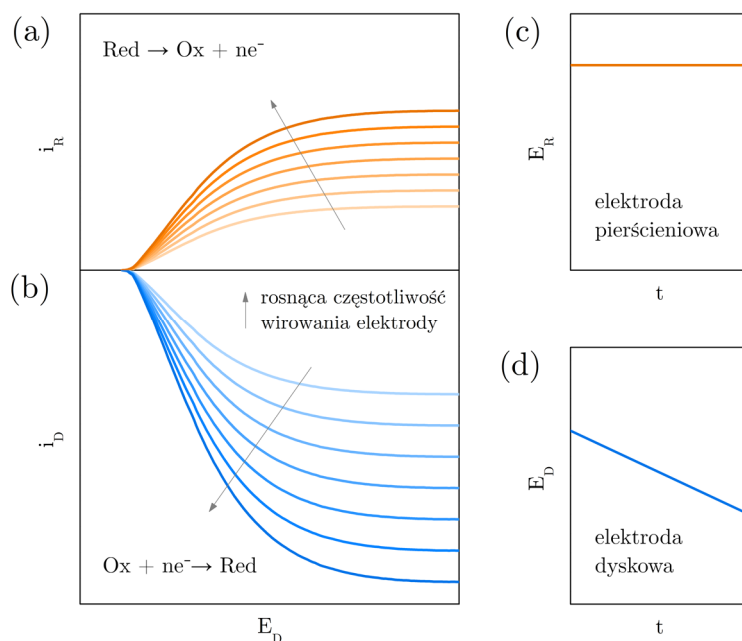 (a)
Red → Ox + ne⁻
i_R
(b)
rosnąca częstotliwość
wirowania elektrody
i_D
Ox + ne⁻→ Red
E_D
(c)
E_R
elektroda
pierścieniowa
t
(d)
E_D
elektroda
dyskowa
t